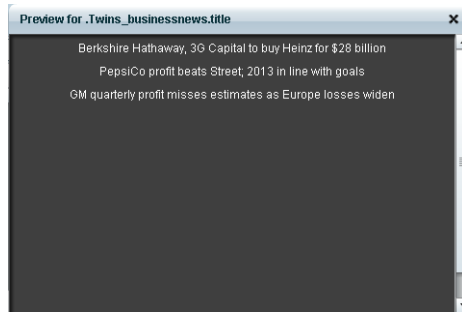 Preview for .Twins_businessnews.title
Berkshire Hathaway, 3G Capital to buy Heinz for $28 billion
PepsiCo profit beats Street; 2013 in line with goals
GM quarterly profit misses estimates as Europe losses widen